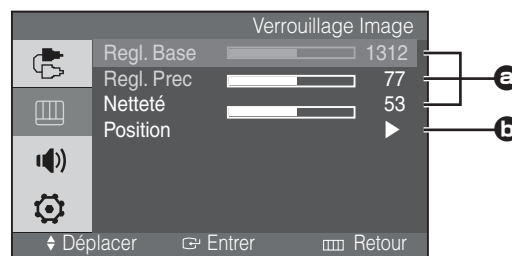 Verrouillage Image
Regl. Base 1312
Regl. Prec 77
Netteté 53
Position
a
b
Déplacer Entrer Retour